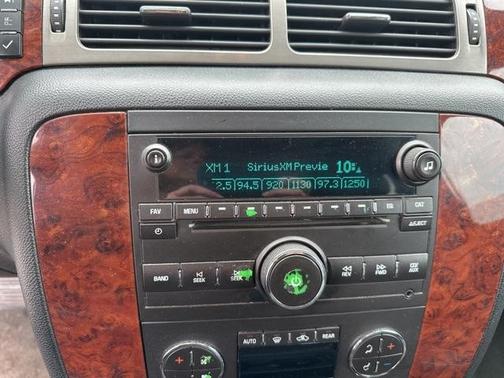 XM1 SiriusXM Previe 10:
2.5 94.5 920 1130 97.3 1250
FAV MENU CAT
EJECT
BAND SEEK SEEK REV FWD AUX
AUTO REAR